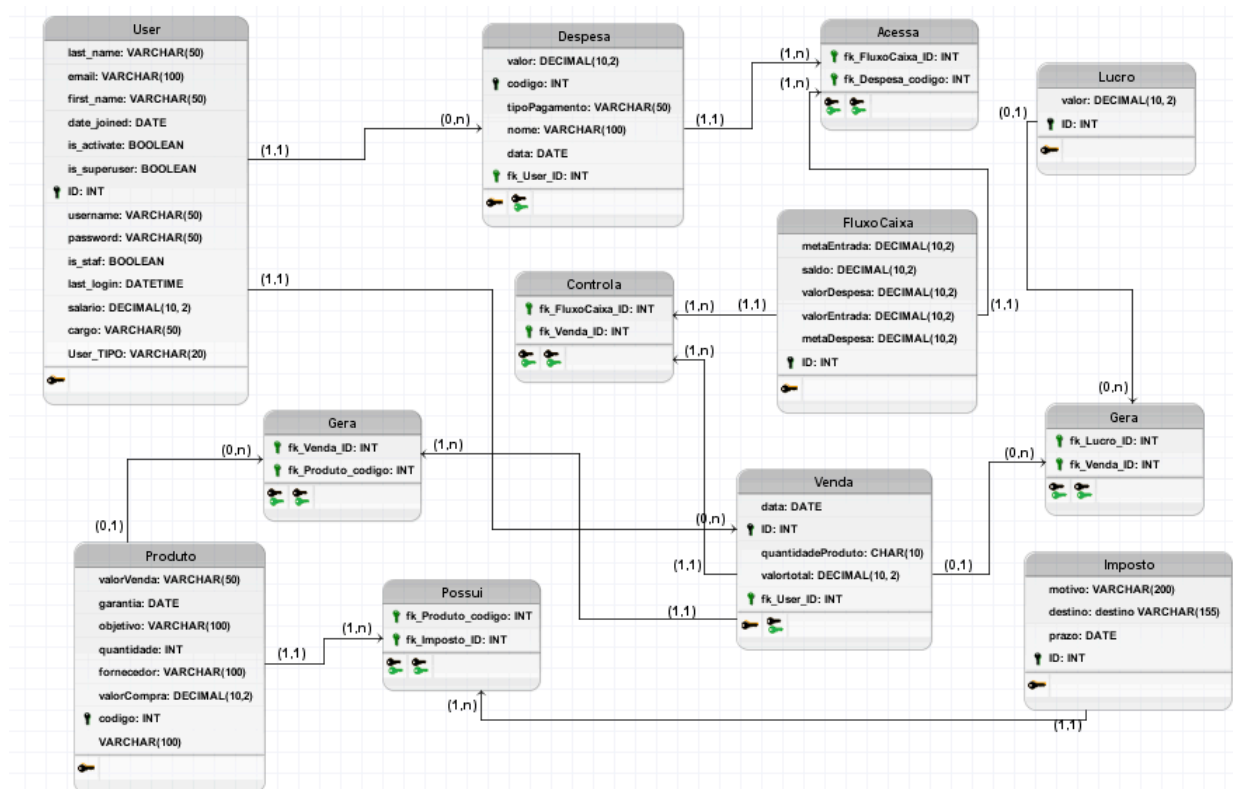 User
last_name: VARCHAR(50)
email: VARCHAR(100)
first_name: VARCHAR(50)
date_joined: DATE
is_activate: BOOLEAN
is_superuser: BOOLEAN
ID: INT
username: VARCHAR(50)
password: VARCHAR(50)
is_staf: BOOLEAN
last_login: DATETIME
salario: DECIMAL(10, 2)
cargo: VARCHAR(50)
User_TIPO: VARCHAR(20)
(1,1)
(0,n)
(1,1)
Despesa
valor: DECIMAL(10,2)
codigo: INT
tipoPagamento: VARCHAR(50)
nome: VARCHAR(100)
data: DATE
fk_User_ID: INT
(1,1)
(1,n)
(1,n)
Acessa
fk_FluxoCaixa_ID: INT
fk_Despesa_codigo: INT
Lucro
valor: DECIMAL(10, 2)
ID: INT
(0,1)
(0,n)
FluxoCaixa
metaEntrada: DECIMAL(10,2)
saldo: DECIMAL(10,2)
valorDespesa: DECIMAL(10,2)
valorEntrada: DECIMAL(10,2)
metaDespesa: DECIMAL(10,2)
ID: INT
(1,1)
(1,1)
(1,n)
(1,n)
Controla
fk_FluxoCaixa_ID: INT
fk_Venda_ID: INT
Gera
fk_Venda_ID: INT
fk_Produto_codigo: INT
(0,n)
(1,n)
(0,1)
Gera
fk_Lucro_ID: INT
fk_Venda_ID: INT
(0,n)
Venda
data: DATE
ID: INT
quantidadeProduto: CHAR(10)
valortotal: DECIMAL(10, 2)
fk_User_ID: INT
(0,n)
(1,1)
(1,1)
(0,1)
Produto
valorVenda: VARCHAR(50)
garantia: DATE
objetivo: VARCHAR(100)
quantidade: INT
fornecedor: VARCHAR(100)
valorCompra: DECIMAL(10,2)
codigo: INT
VARCHAR(100)
(1,1)
(1,n)
Possui
fk_Produto_codigo: INT
fk_Imposto_ID: INT
(1,n)
Imposto
motivo: VARCHAR(200)
destino: destino VARCHAR(155)
prazo: DATE
ID: INT
(1,1)